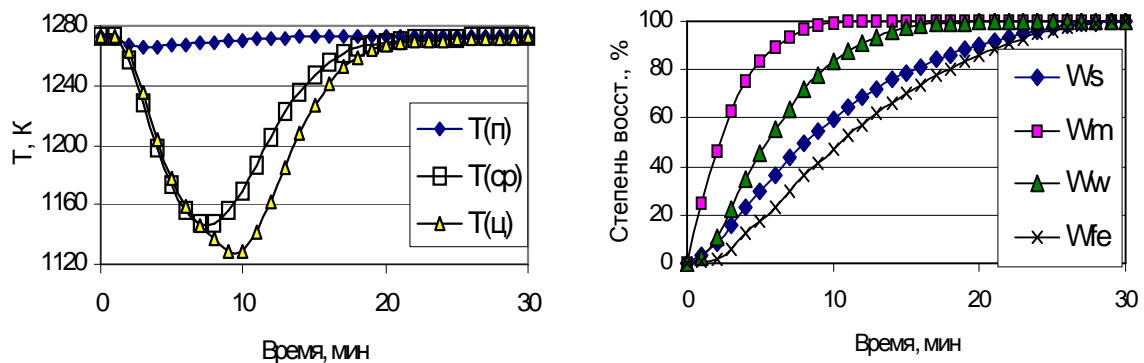 T, K
1280
1240
1200
1160
1120
0
10
20
30
Время, мин
T(п)
T(ср)
T(ц)
Степень восст., %
100
80
60
40
20
0
0
10
20
30
Время, мин
Ws
Wm
Ww
Wfe